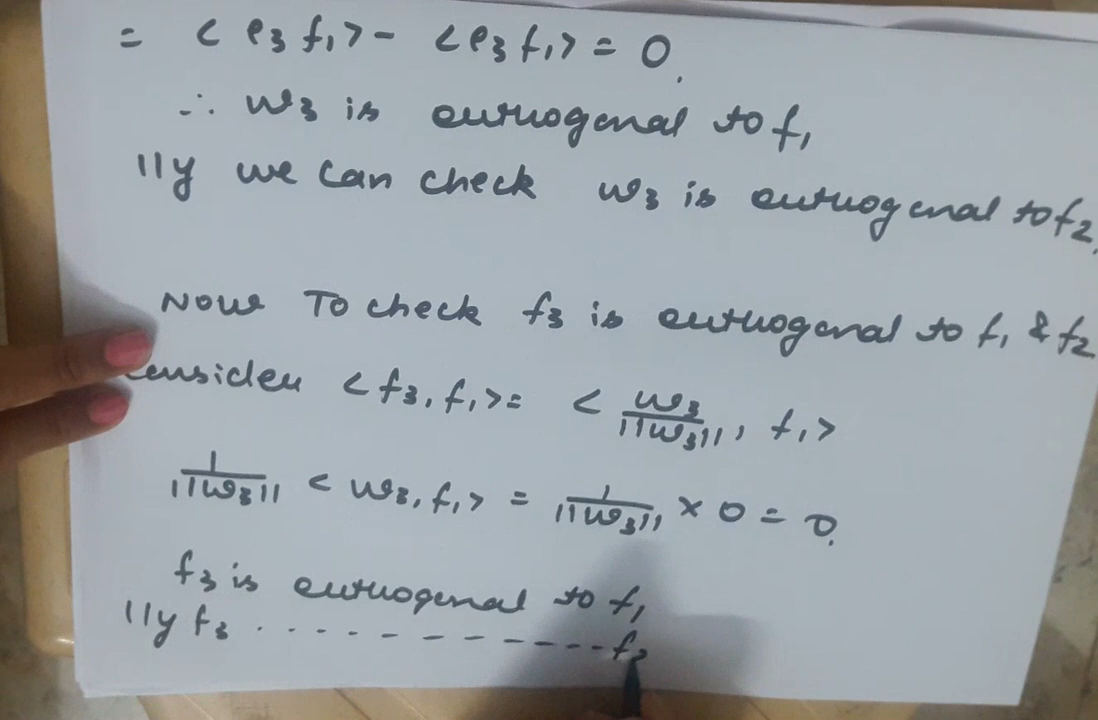 = < e3 f1 > - < e3 f1 > = 0.
∴ w3 is orthogonal to f1
lly we can check w3 is orthogonal to f2.
Now To check f3 is orthogonal to f1 & f2
Consider < f3, f1 > = < w3/||w3||, f1 >
1/||w3|| < w3, f1 > = 1/||w3|| × 0 = 0.
f3 is orthogonal to f1
lly f3 . . . . - - - - - - - - - - f2